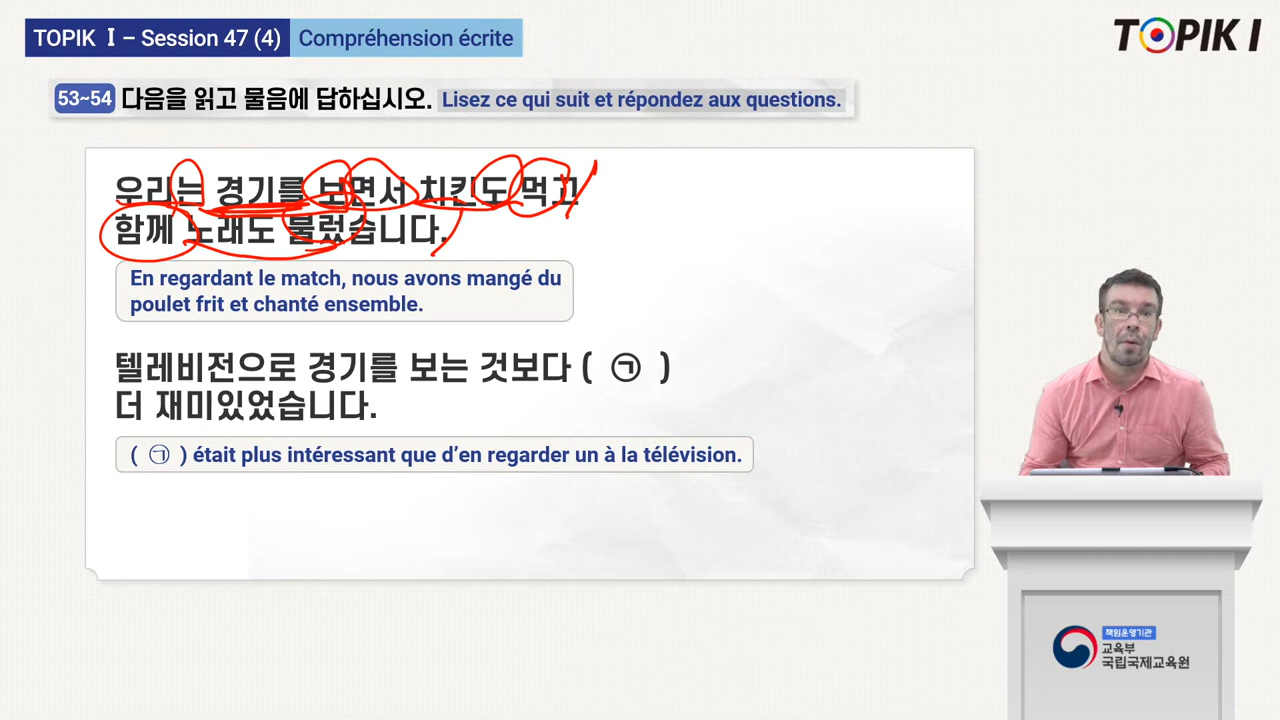 TOPIK I – Session 47 (4) Compréhension écrite
TOPIK I
53~54 다음을 읽고 물음에 답하십시오. Lisez ce qui suit et répondez aux questions.
우리는 경기를 보면서 치킨도 먹고
함께 노래도 불렀습니다.
En regardant le match, nous avons mangé du
poulet frit et chanté ensemble.
텔레비전으로 경기를 보는 것보다 ( ㉠ )
더 재미있었습니다.
( ㉠ ) était plus intéressant que d’en regarder un à la télévision.
책임운영기관
교육부
국립국제교육원